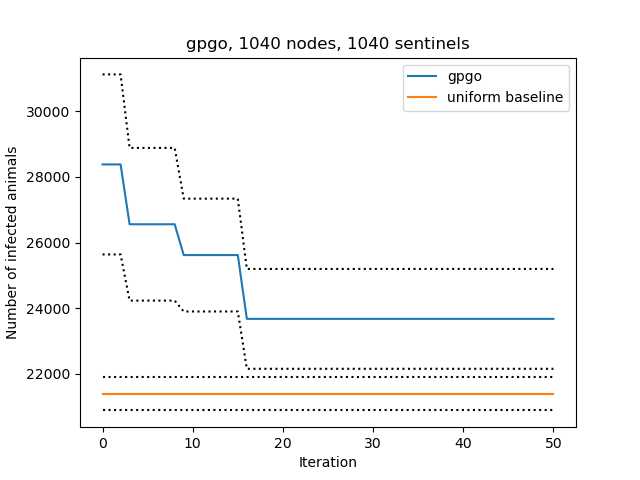 gpgo, 1040 nodes, 1040 sentinels
gpgo
uniform baseline
Number of infected animals
30000
28000
26000
24000
22000
0
10
20
30
40
50
Iteration